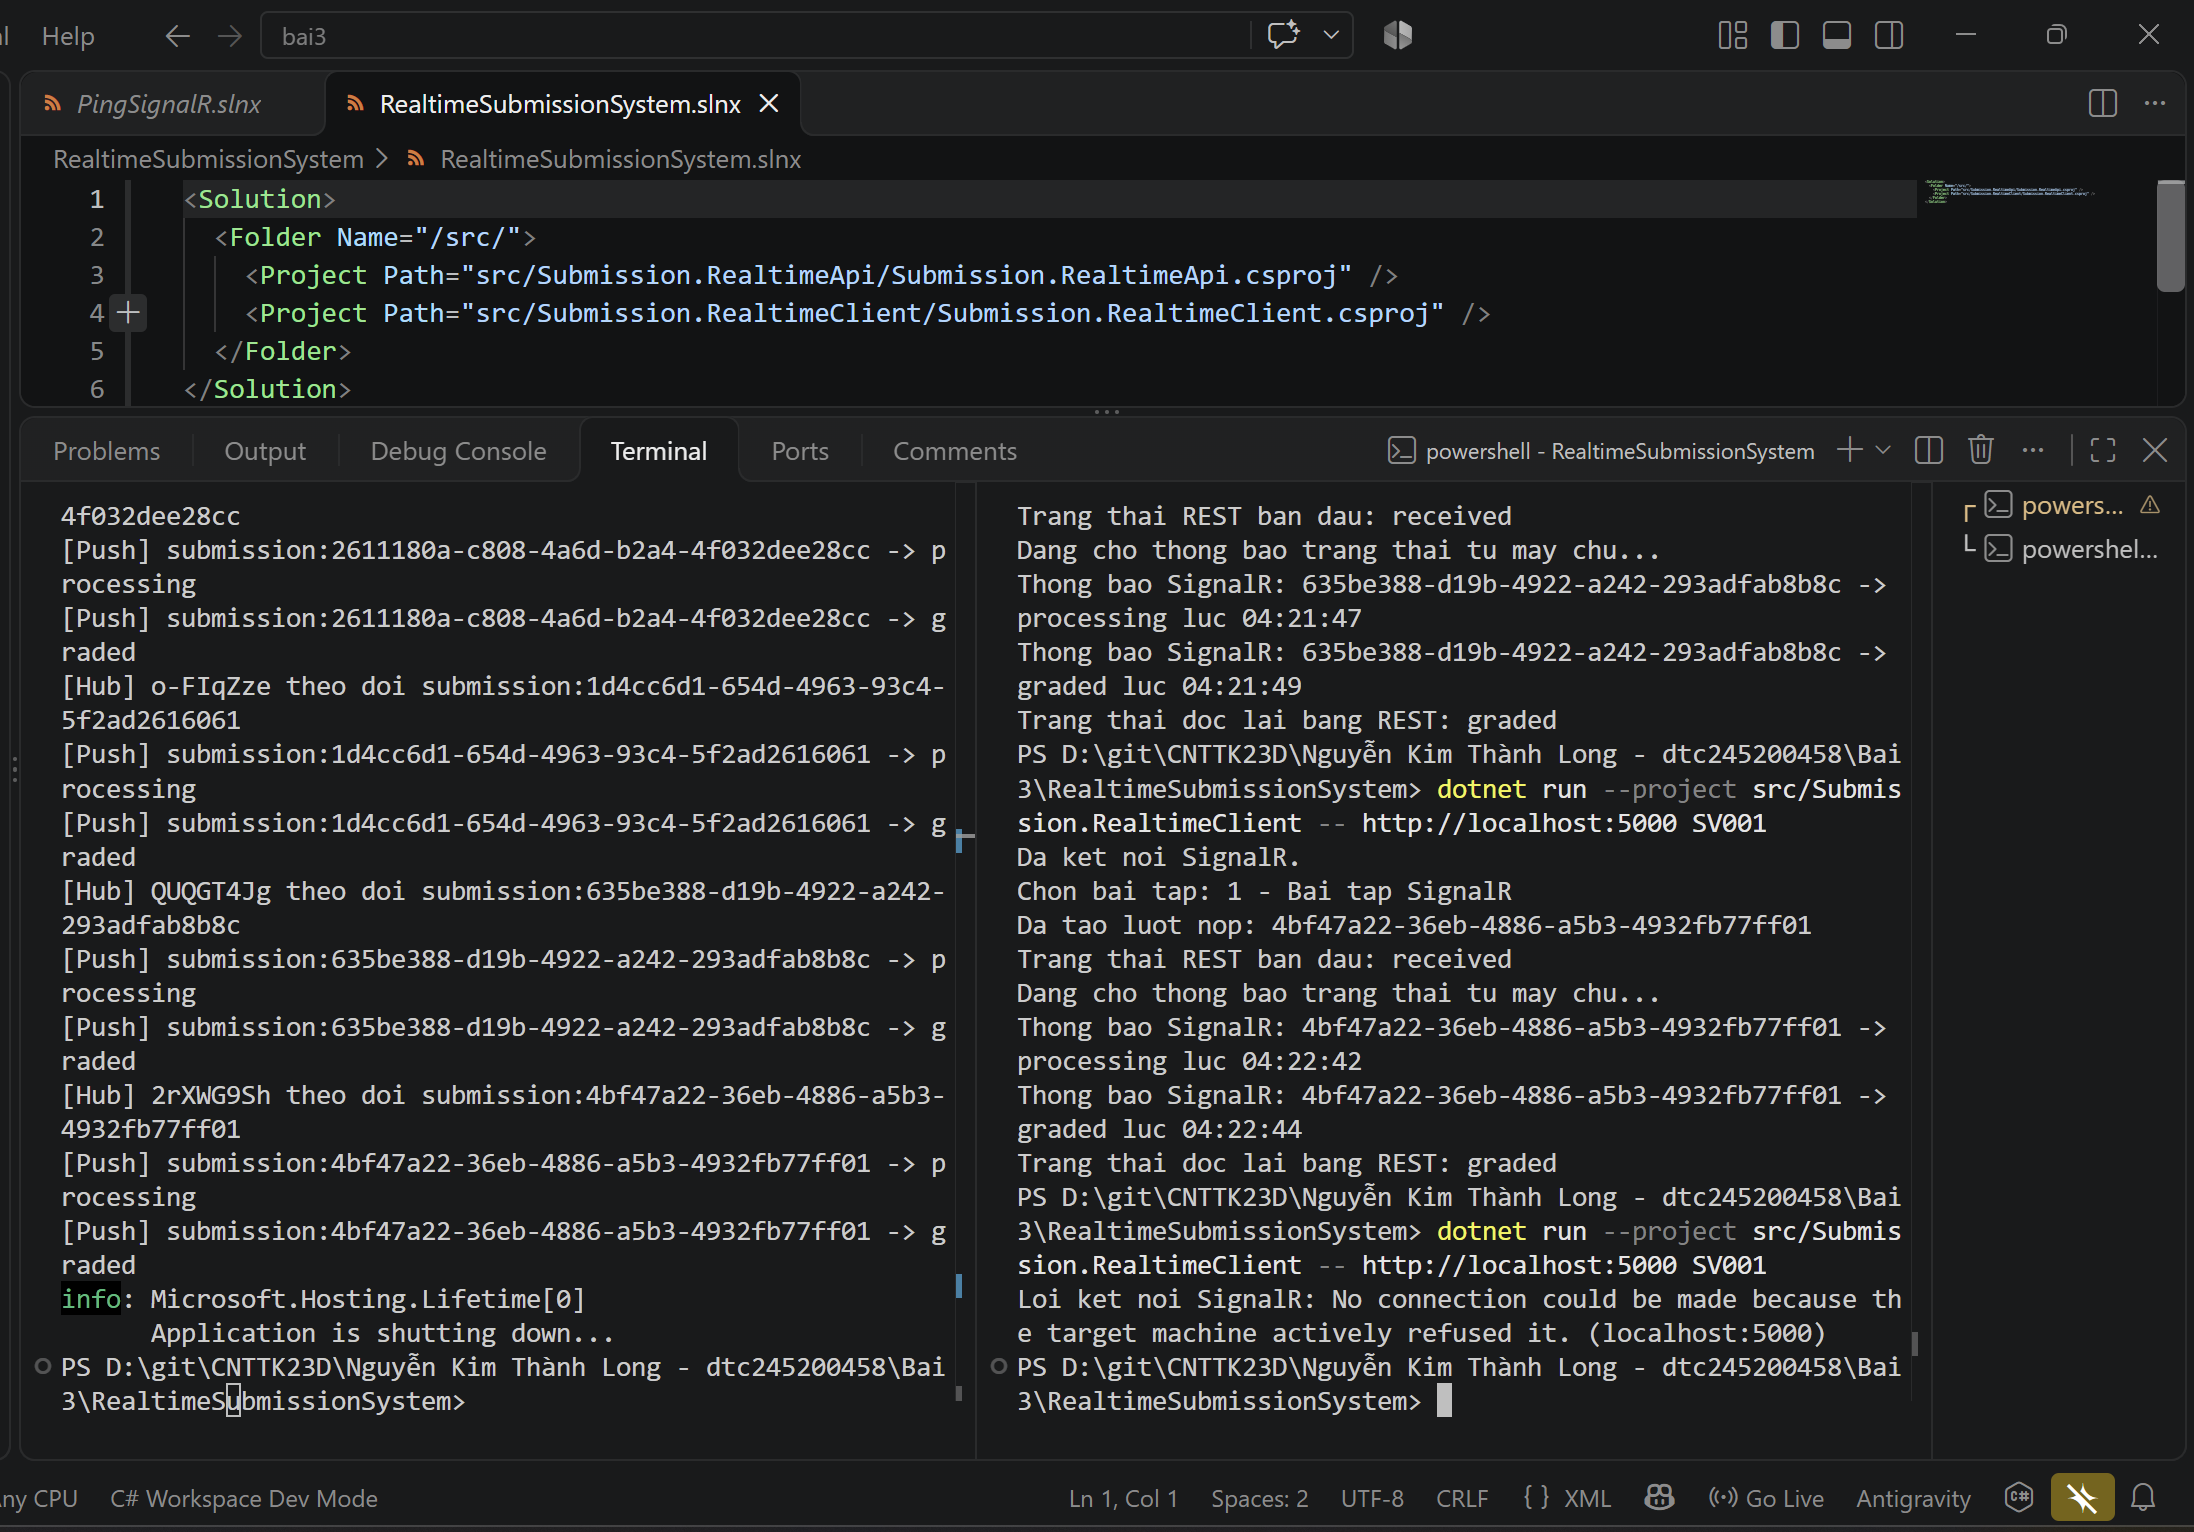 Help
bai3
PingSignalR.slnx
RealtimeSubmissionSystem.slnx
RealtimeSubmissionSystem > RealtimeSubmissionSystem.slnx
1 <Solution>
2 <Folder Name="/src/">
3 <Project Path="src/Submission.RealtimeApi/Submission.RealtimeApi.csproj" />
4 <Project Path="src/Submission.RealtimeClient/Submission.RealtimeClient.csproj" />
5 </Folder>
6 </Solution>
Problems Output Debug Console Terminal Ports Comments
powershell - RealtimeSubmissionSystem
4f032dee28cc
[Push] submission:2611180a-c808-4a6d-b2a4-4f032dee28cc -> p
rocessing
[Push] submission:2611180a-c808-4a6d-b2a4-4f032dee28cc -> g
raded
[Hub] o-FIqZze theo doi submission:1d4cc6d1-654d-4963-93c4-
5f2ad2616061
[Push] submission:1d4cc6d1-654d-4963-93c4-5f2ad2616061 -> p
rocessing
[Push] submission:1d4cc6d1-654d-4963-93c4-5f2ad2616061 -> g
raded
[Hub] QUQGT4Jg theo doi submission:635be388-d19b-4922-a242-
293adfab8b8c
[Push] submission:635be388-d19b-4922-a242-293adfab8b8c -> p
rocessing
[Push] submission:635be388-d19b-4922-a242-293adfab8b8c -> g
raded
[Hub] 2rXWG9Sh theo doi submission:4bf47a22-36eb-4886-a5b3-
4932fb77ff01
[Push] submission:4bf47a22-36eb-4886-a5b3-4932fb77ff01 -> p
rocessing
[Push] submission:4bf47a22-36eb-4886-a5b3-4932fb77ff01 -> g
raded
info: Microsoft.Hosting.Lifetime[0]
Application is shutting down...
PS D:\git\CNTTK23D\Nguyễn Kim Thành Long - dtc245200458\Bai
3\RealtimeSubmissionSystem>
Trang thai REST ban dau: received
Dang cho thong bao trang thai tu may chu...
Thong bao SignalR: 635be388-d19b-4922-a242-293adfab8b8c ->
processing luc 04:21:47
Thong bao SignalR: 635be388-d19b-4922-a242-293adfab8b8c ->
graded luc 04:21:49
Trang thai doc lai bang REST: graded
PS D:\git\CNTTK23D\Nguyễn Kim Thành Long - dtc245200458\Bai
3\RealtimeSubmissionSystem> dotnet run --project src/Submis
sion.RealtimeClient -- http://localhost:5000 SV001
Da ket noi SignalR.
Chon bai tap: 1 - Bai tap SignalR
Da tao luot nop: 4bf47a22-36eb-4886-a5b3-4932fb77ff01
Trang thai REST ban dau: received
Dang cho thong bao trang thai tu may chu...
Thong bao SignalR: 4bf47a22-36eb-4886-a5b3-4932fb77ff01 ->
processing luc 04:22:42
Thong bao SignalR: 4bf47a22-36eb-4886-a5b3-4932fb77ff01 ->
graded luc 04:22:44
Trang thai doc lai bang REST: graded
PS D:\git\CNTTK23D\Nguyễn Kim Thành Long - dtc245200458\Bai
3\RealtimeSubmissionSystem> dotnet run --project src/Submis
sion.RealtimeClient -- http://localhost:5000 SV001
Loi ket noi SignalR: No connection could be made because th
e target machine actively refused it. (localhost:5000)
PS D:\git\CNTTK23D\Nguyễn Kim Thành Long - dtc245200458\Bai
3\RealtimeSubmissionSystem>
powers...
powershel...
ny CPU C# Workspace Dev Mode Ln 1, Col 1 Spaces: 2 UTF-8 CRLF {} XML Go Live Antigravity